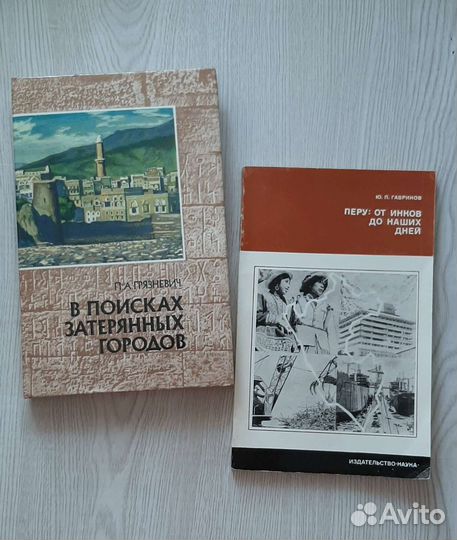 П. А. ГРЯЗНЕВИЧ
В ПОИСКАХ
ЗАТЕРЯННЫХ
ГОРОДОВ
Ю. П. ГАВРИКОВ
ПЕРУ: ОТ ИНКОВ
ДО НАШИХ
ДНЕЙ
ИЗДАТЕЛЬСТВО «НАУКА»
Avito